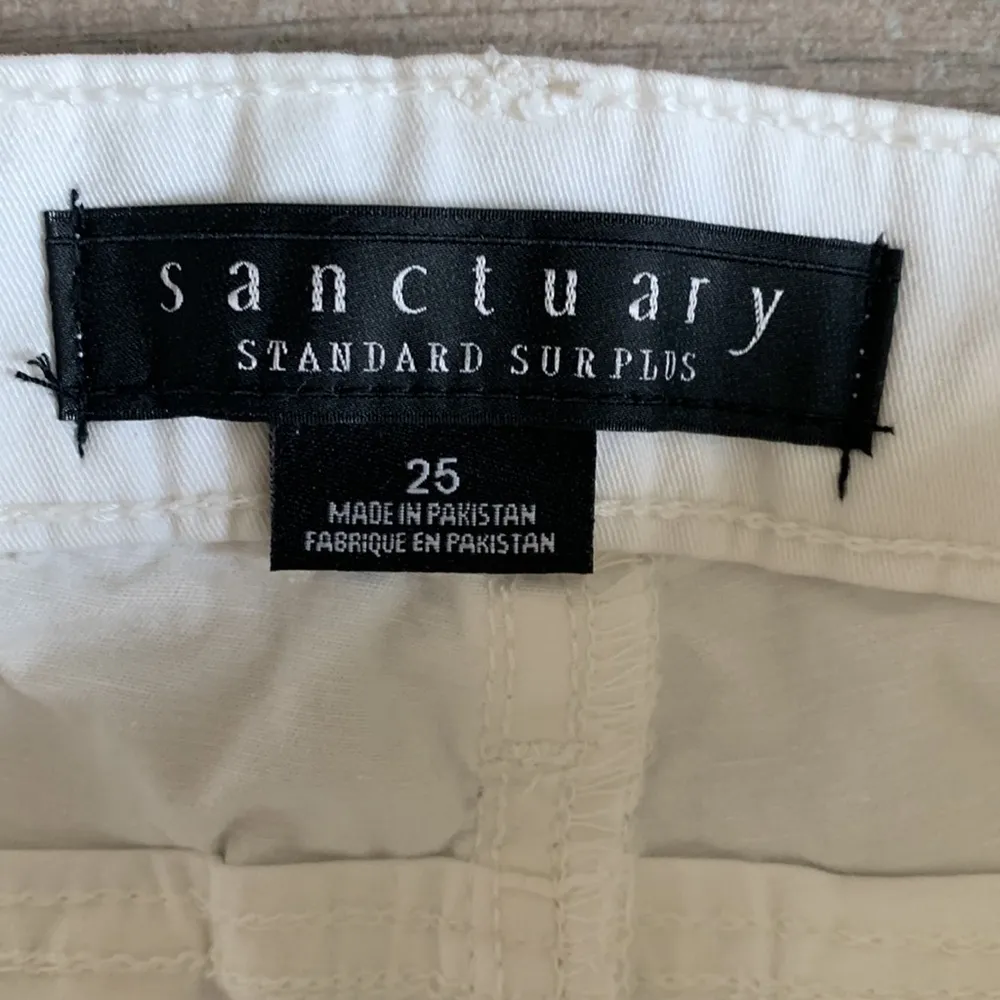 sanctuary
STANDARD SURPLUS
25
MADE IN PAKISTAN
FABRIQUE EN PAKISTAN